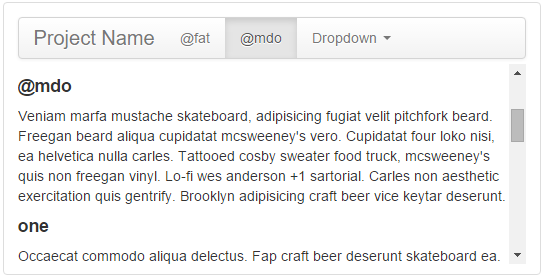 Project Name @fat @mdo Dropdown
@mdo
Veniam marfa mustache skateboard, adipisicing fugiat velit pitchfork beard.
Freegan beard aliqua cupidatat mcsweeney's vero. Cupidatat four loko nisi,
ea helvetica nulla carles. Tattooed cosby sweater food truck, mcsweeney's
quis non freegan vinyl. Lo-fi wes anderson +1 sartorial. Carles non aesthetic
exercitation quis gentrify. Brooklyn adipisicing craft beer vice keytar deserunt.
one
Occaecat commodo aliqua delectus. Fap craft beer deserunt skateboard ea.